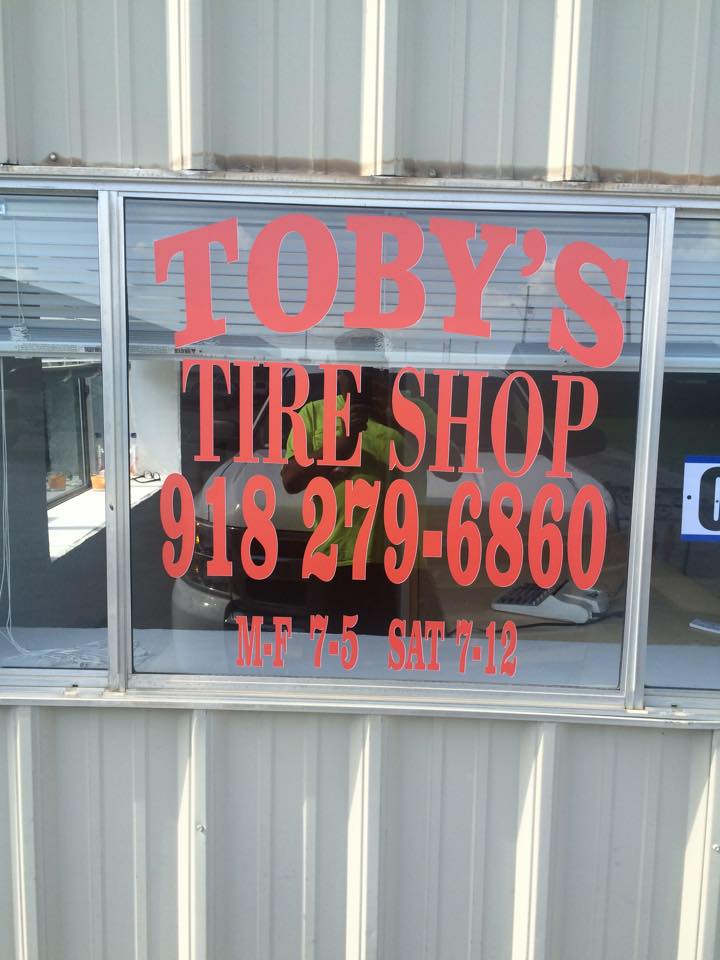 TOBY'S
TIRE SHOP
918 279-6860
M-F 7-5 SAT 7-12